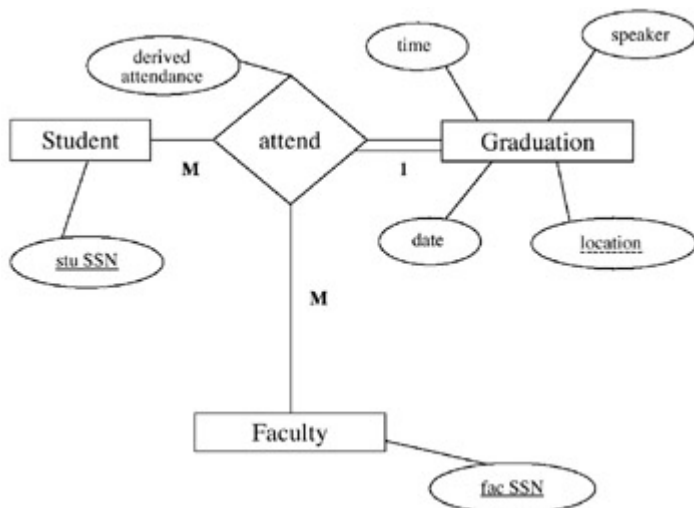 speaker
time
derived
attendance
Student
attend
Graduation
M
1
stu SSN
date
location
M
Faculty
fac SSN